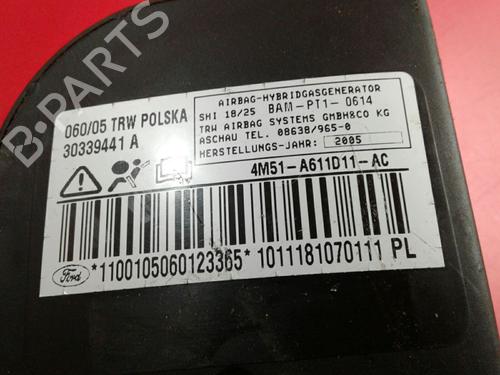 060/05 TRW POLSKA
30339441 A
AIRBAG-HYBRIDGASGENERATOR
SHI 18/25 BAM-PT1-0614
TRW AIRBAG SYSTEMS GMBH&CO KG
ASCHAU TEL. 08638/965-0
HERSTELLUNGS-JAHR: 2005
4M51-A611D11-AC
Ford
*1100105060123365*1011181070111 PL
B-PARTS